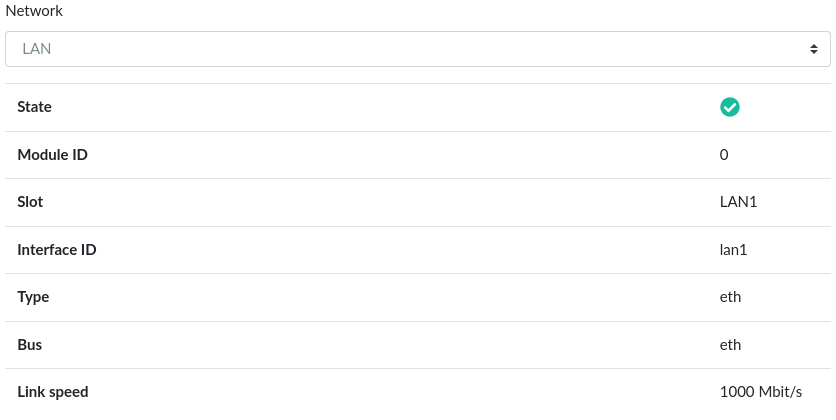 Network
LAN
State
Module ID 0
Slot LAN1
Interface ID lan1
Type eth
Bus eth
Link speed 1000 Mbit/s